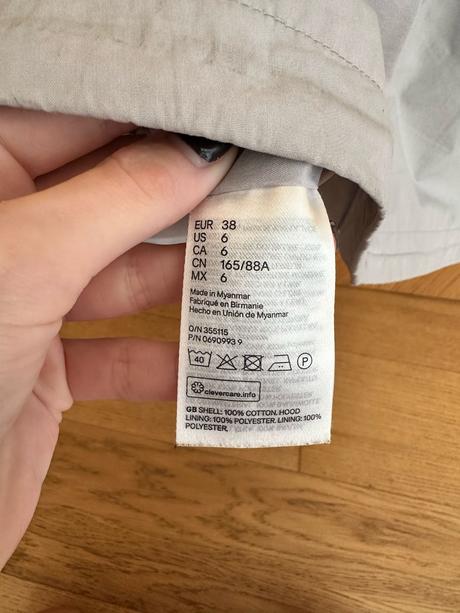 EUR 38
US 6
CA 6
CN 165/88A
MX 6
Made in Myanmar
Fabriqué en Birmanie
Hecho en Unión de Myanmar
O/N 355115
P/N 0690993 9
40 P
clevercare.info
GB SHELL: 100% COTTON. HOOD
LINING: 100% POLYESTER. LINING: 100%
POLYESTER.